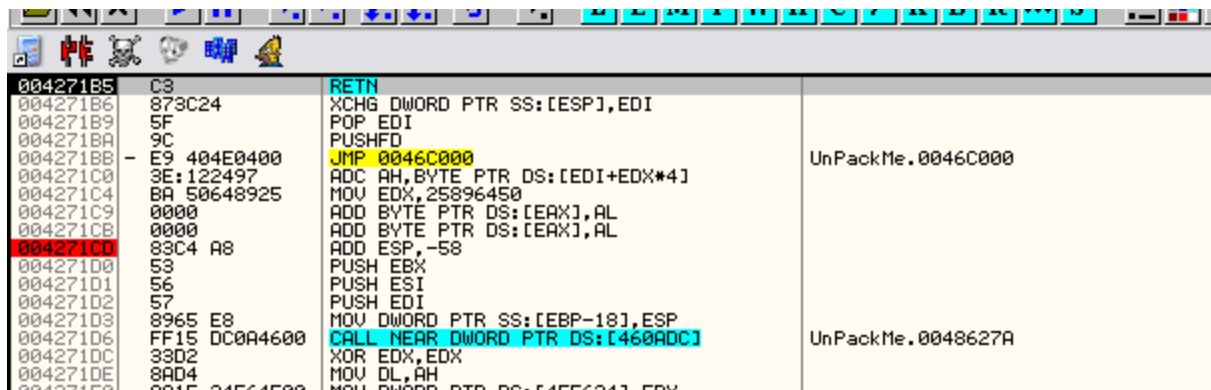 004271B5 C3 RETN
004271B6 873C24 XCHG DWORD PTR SS:[ESP],EDI
004271B9 5F POP EDI
004271BA 9C PUSHFD
004271BB - E9 404E0400 JMP 0046C000 UnPackMe.0046C000
004271C0 3E:122497 ADC AH,BYTE PTR DS:[EDI+EDX*4]
004271C4 BA 50648925 MOV EDX,25896450
004271C9 0000 ADD BYTE PTR DS:[EAX],AL
004271CB 0000 ADD BYTE PTR DS:[EAX],AL
004271CD 83C4 A8 ADD ESP,-58
004271D0 53 PUSH EBX
004271D1 56 PUSH ESI
004271D2 57 PUSH EDI
004271D3 8965 E8 MOV DWORD PTR SS:[EBP-18],ESP
004271D6 FF15 DC0A4600 CALL NEAR DWORD PTR DS:[460ADC] UnPackMe.0048627A
004271DC 33D2 XOR EDX,EDX
004271DE 8AD4 MOV DL,AH